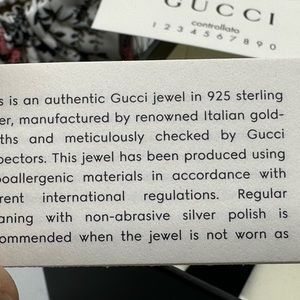 GUCCI
controllato
1 2 3 4 5 6 7 8 9 0
s is an authentic Gucci jewel in 925 sterling
er, manufactured by renowned Italian gold-
ths and meticulously checked by Gucci
pectors. This jewel has been produced using
oallergenic materials in accordance with
rent international regulations. Regular
aning with non-abrasive silver polish is
ommended when the jewel is not worn as